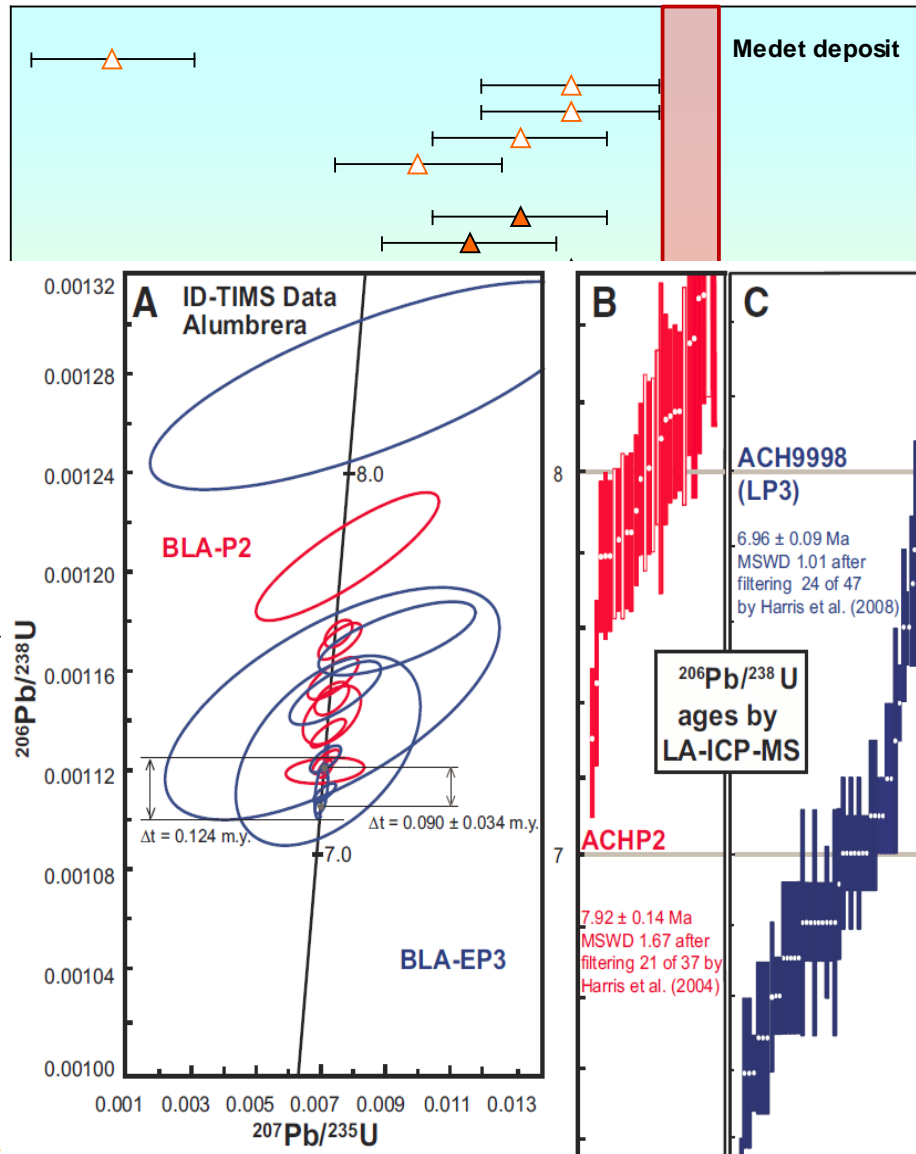 Medet deposit
A
ID-TIMS Data
Alumbrera
0.00132
0.00128
0.00124
0.00120
0.00116
0.00112
0.00108
0.00104
0.00100
206Pb/238U
8.0
BLA-P2
Δt = 0.124 m.y.
Δt = 0.090 ± 0.034 m.y.
7.0
BLA-EP3
0.001 0.003 0.005 0.007 0.009 0.011 0.013
207Pb/235U
B
8
7
ACHP2
7.92 ± 0.14 Ma
MSWD 1.67 after
filtering 21 of 37 by
Harris et al. (2004)
C
ACH9998
(LP3)
6.96 ± 0.09 Ma
MSWD 1.01 after
filtering 24 of 47
by Harris et al. (2008)
206Pb/238 U
ages by
LA-ICP-MS